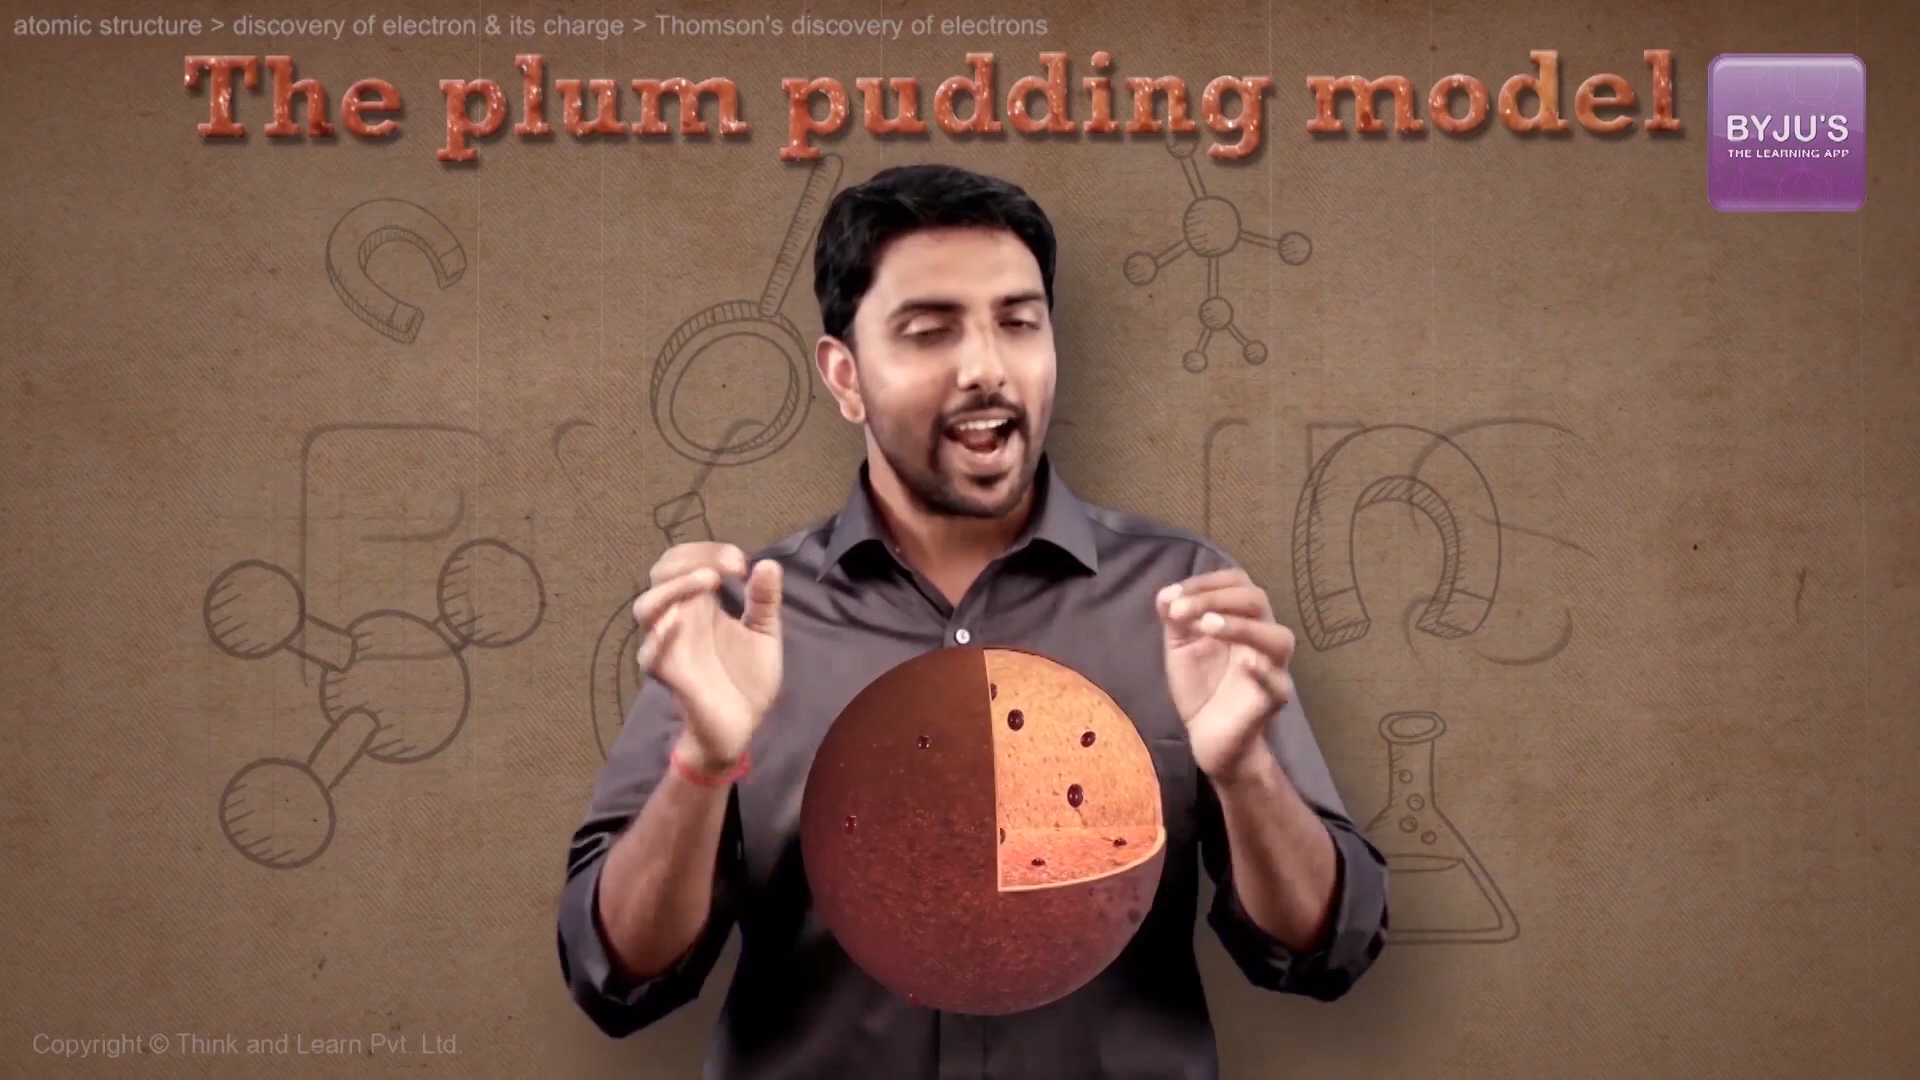 atomic structure > discovery of electron & its charge > Thomson's discovery of electrons
The plum pudding model
BYJU'S
THE LEARNING APP
Copyright © Think and Learn Pvt. Ltd.